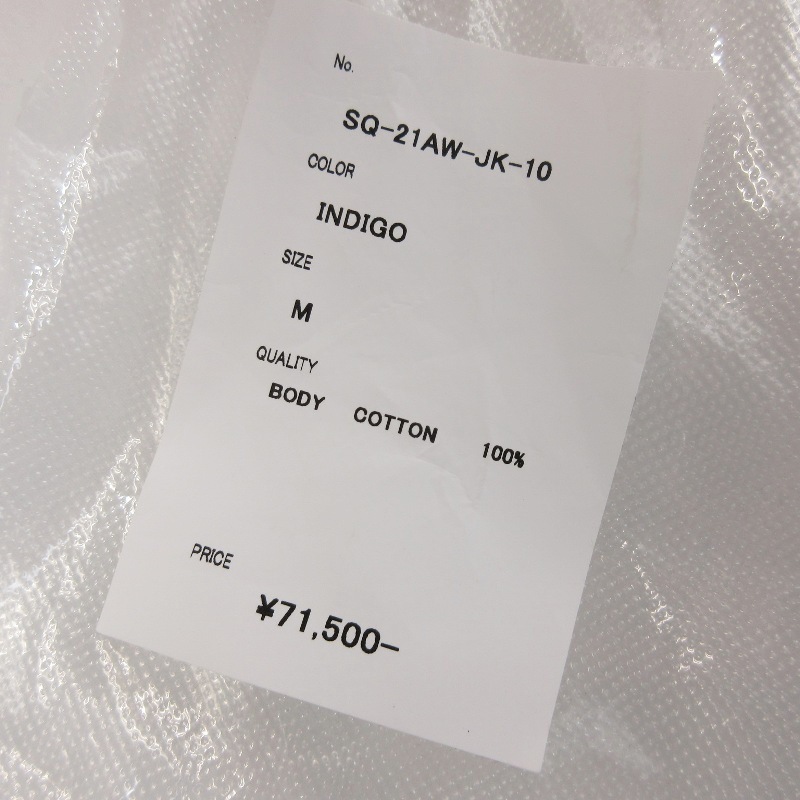 No.
SQ-21AW-JK-10
COLOR
INDIGO
SIZE
M
QUALITY
BODY COTTON 100%
PRICE
¥71,500-